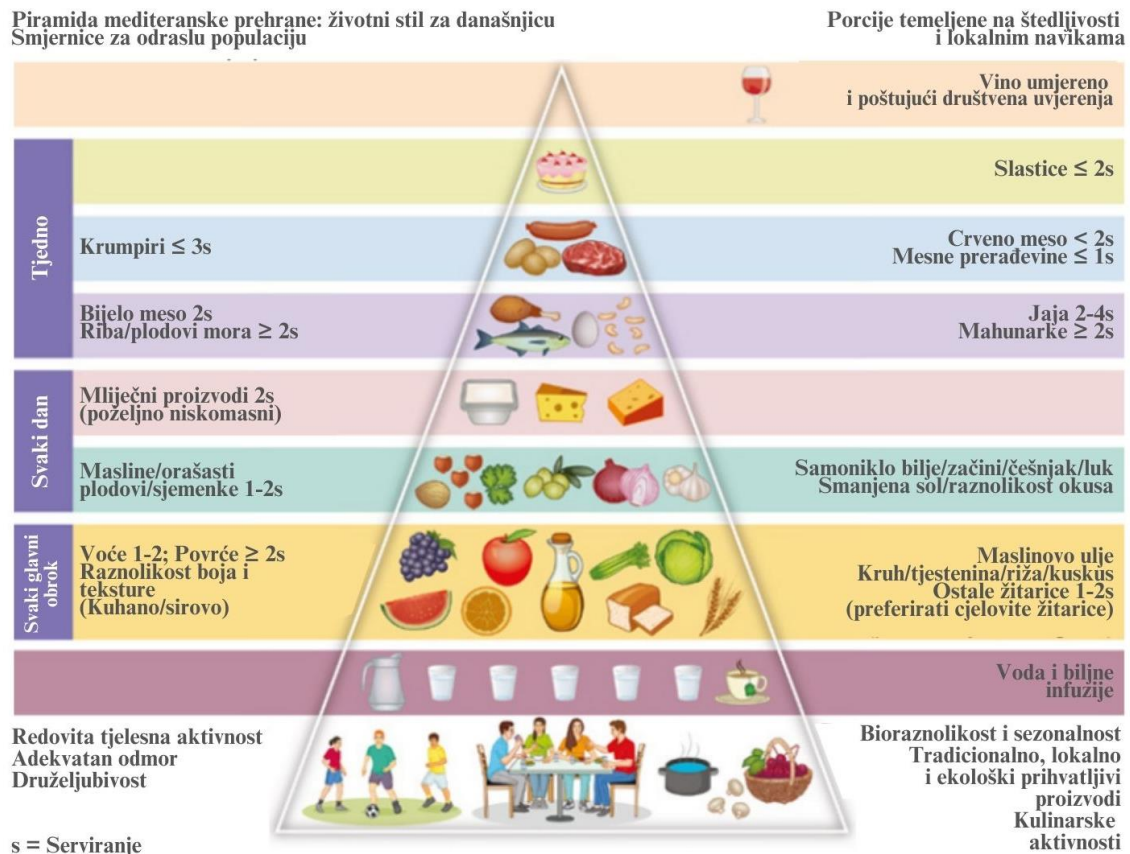 Piramida mediteranske prehrane: životni stil za današnjicu
Smjernice za odraslu populaciju
Porcije temeljene na štedljivosti
i lokalnim navikama
Vino umjereno
i poštujući društvena uvjerenja
Tjedno
Slastice ≤ 2s
Krumpiri ≤ 3s
Crveno meso < 2s
Mesne prerađevine ≤ 1s
Bijelo meso 2s
Riba/plodovi mora ≥ 2s
Jaja 2-4s
Mahunarke ≥ 2s
Svaki dan
Mliječni proizvodi 2s
(poželjno niskomasni)
Masline/orašasti
plodovi/sjemenke 1-2s
Samoniklo bilje/začini/češnjak/luk
Smanjena sol/raznolikost okusa
Svaki glavni
obrok
Voće 1-2; Povrće ≥ 2s
Raznolikost boja i
teksture
(Kuhano/sirovo)
Maslinovo ulje
Kruh/tjestenina/riža/kuskus
Ostale žitarice 1-2s
(preferirati cjelovite žitarice)
Voda i biljne
infuzije
Redovita tjelesna aktivnost
Adekvatan odmor
Druželjubivost
Bioraznolikost i sezonalnost
Tradicionalno, lokalno
i ekološki prihvatljivi
proizvodi
Kulinarske
aktivnosti
s = Serviranje